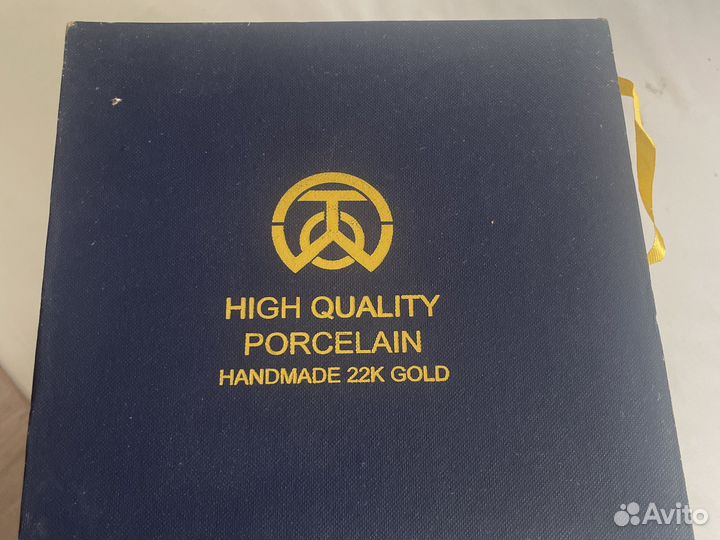 HIGH QUALITY
PORCELAIN
HANDMADE 22K GOLD
Avito